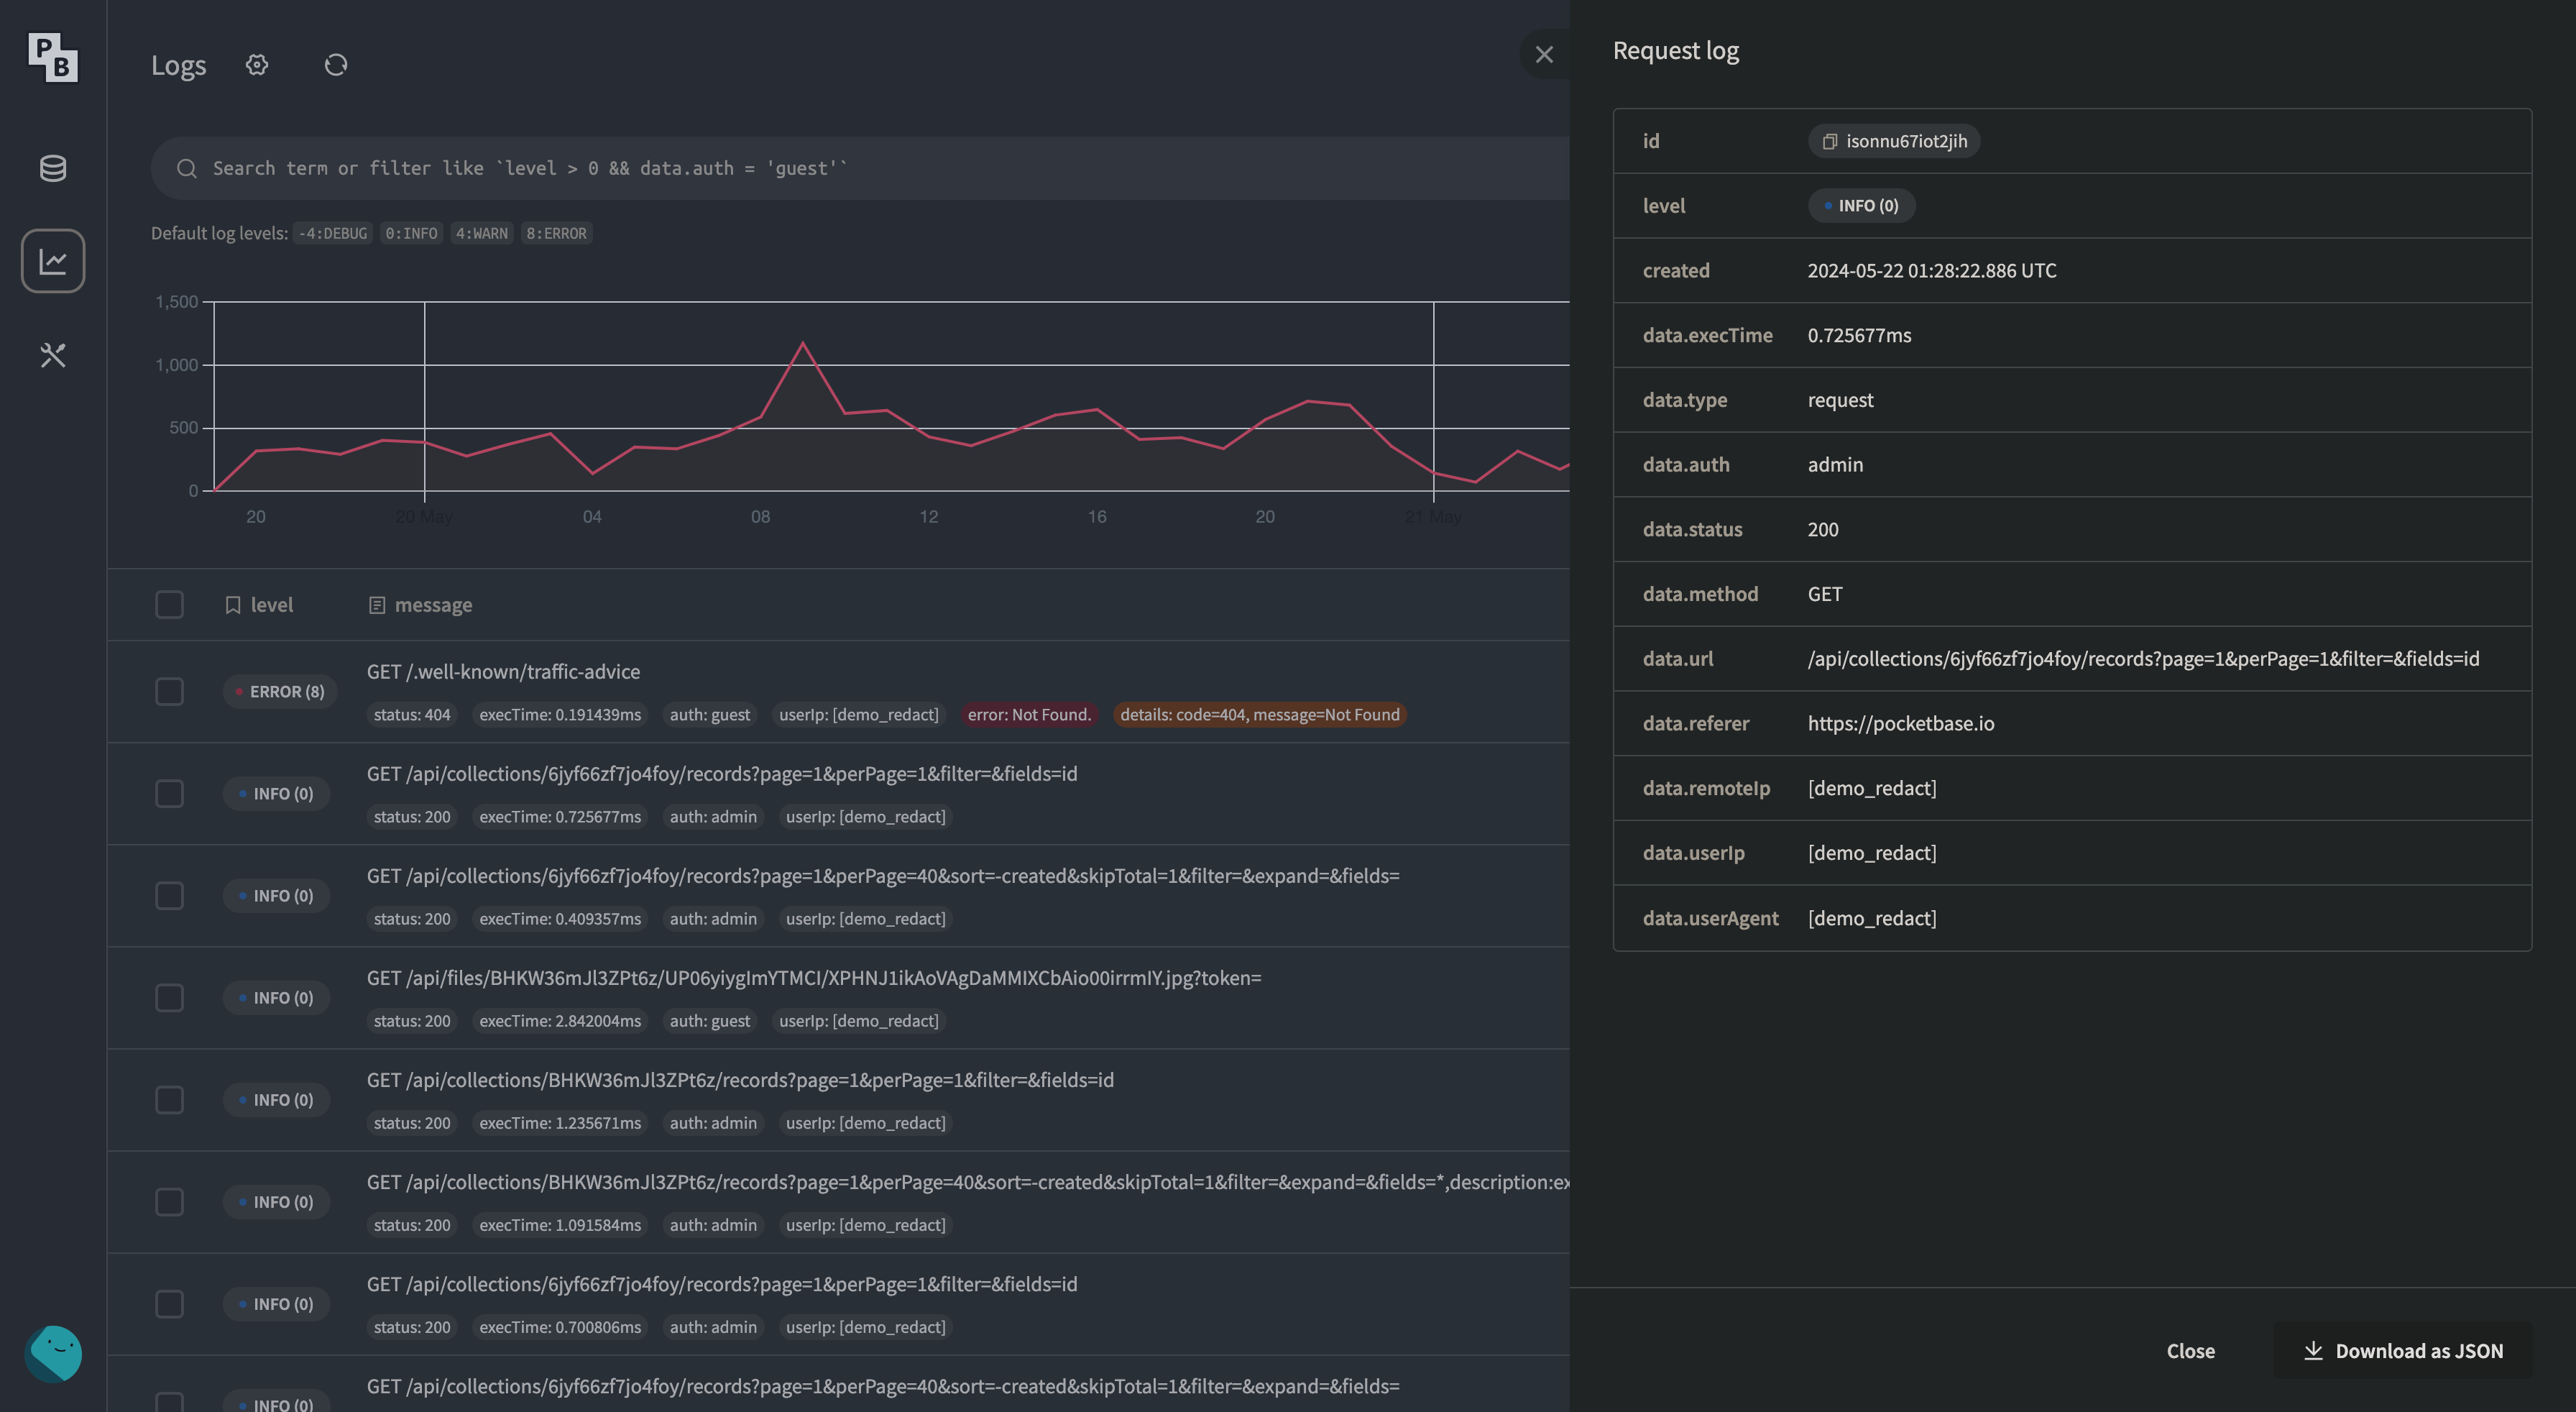 PB
Logs
Search term or filter like `level > 0 && data.auth = 'guest'`
Default log levels: -4:DEBUG 0:INFO 4:WARN 8:ERROR
1,500
1,000
500
0
20 20 May 04 08 12 16 20 21 May
level message
ERROR (8)
GET /.well-known/traffic-advice
status: 404 execTime: 0.191439ms auth: guest userIp: [demo_redact] error: Not Found. details: code=404, message=Not Found
INFO (0)
GET /api/collections/6jyf66zf7jo4foy/records?page=1&perPage=1&filter=&fields=id
status: 200 execTime: 0.725677ms auth: admin userIp: [demo_redact]
INFO (0)
GET /api/collections/6jyf66zf7jo4foy/records?page=1&perPage=40&sort=-created&skipTotal=1&filter=&expand=&fields=
status: 200 execTime: 0.409357ms auth: admin userIp: [demo_redact]
INFO (0)
GET /api/files/BHKW36mJl3ZPt6z/UP06yiygImYTMCI/XPHNJ1ikAoVAgDaMMIXCbAio00irrmIY.jpg?token=
status: 200 execTime: 2.842004ms auth: guest userIp: [demo_redact]
INFO (0)
GET /api/collections/BHKW36mJl3ZPt6z/records?page=1&perPage=1&filter=&fields=id
status: 200 execTime: 1.235671ms auth: admin userIp: [demo_redact]
INFO (0)
GET /api/collections/BHKW36mJl3ZPt6z/records?page=1&perPage=40&sort=-created&skipTotal=1&filter=&expand=&fields=*,description:ex
status: 200 execTime: 1.091584ms auth: admin userIp: [demo_redact]
INFO (0)
GET /api/collections/6jyf66zf7jo4foy/records?page=1&perPage=1&filter=&fields=id
status: 200 execTime: 0.700806ms auth: admin userIp: [demo_redact]
INFO (0)
GET /api/collections/6jyf66zf7jo4foy/records?page=1&perPage=40&sort=-created&skipTotal=1&filter=&expand=&fields=
Request log
id isonnu67iot2jih
level INFO (0)
created 2024-05-22 01:28:22.886 UTC
data.execTime 0.725677ms
data.type request
data.auth admin
data.status 200
data.method GET
data.url /api/collections/6jyf66zf7jo4foy/records?page=1&perPage=1&filter=&fields=id
data.referer https://pocketbase.io
data.remoteIp [demo_redact]
data.userIp [demo_redact]
data.userAgent [demo_redact]
Close Download as JSON